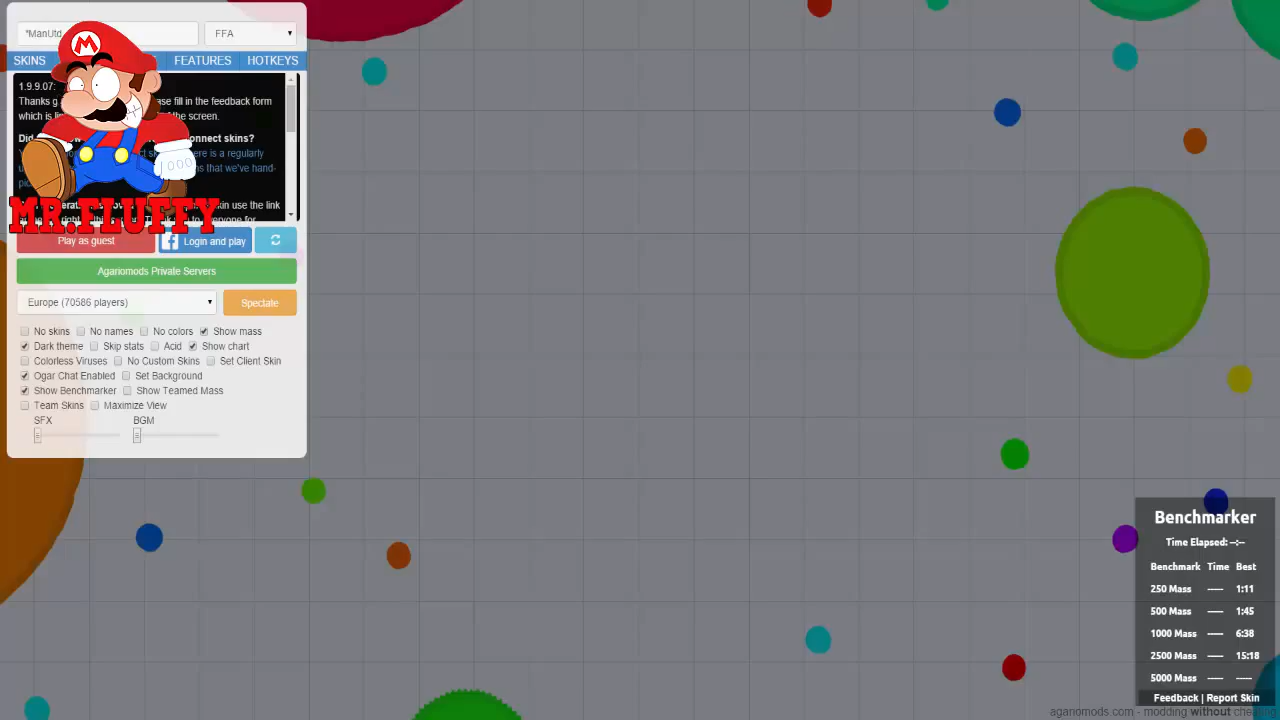 *ManUtd
FFA
SKINS
FEATURES
HOTKEYS
1.9.9.07:
Thanks
fill in the feedback form
which is
the screen.
Did
connect skins?
is a regularly
that we've hand-
use the link
M
MR.FLUFFY
Play as guest
Login and play
Agariomods Private Servers
Europe (70586 players)
Spectate
No skins No names No colors Show mass
Dark theme Skip stats Acid Show chart
Colorless Viruses No Custom Skins Set Client Skin
Ogar Chat Enabled Set Background
Show Benchmarker Show Teamed Mass
Team Skins Maximize View
SFX BGM
Benchmarker
Time Elapsed: --:--
Benchmark Time Best
250 Mass ----- 1:11
500 Mass ----- 1:45
1000 Mass ----- 6:38
2500 Mass ----- 15:18
5000 Mass ----- -----
Feedback | Report Skin
agariomods.com - modding without